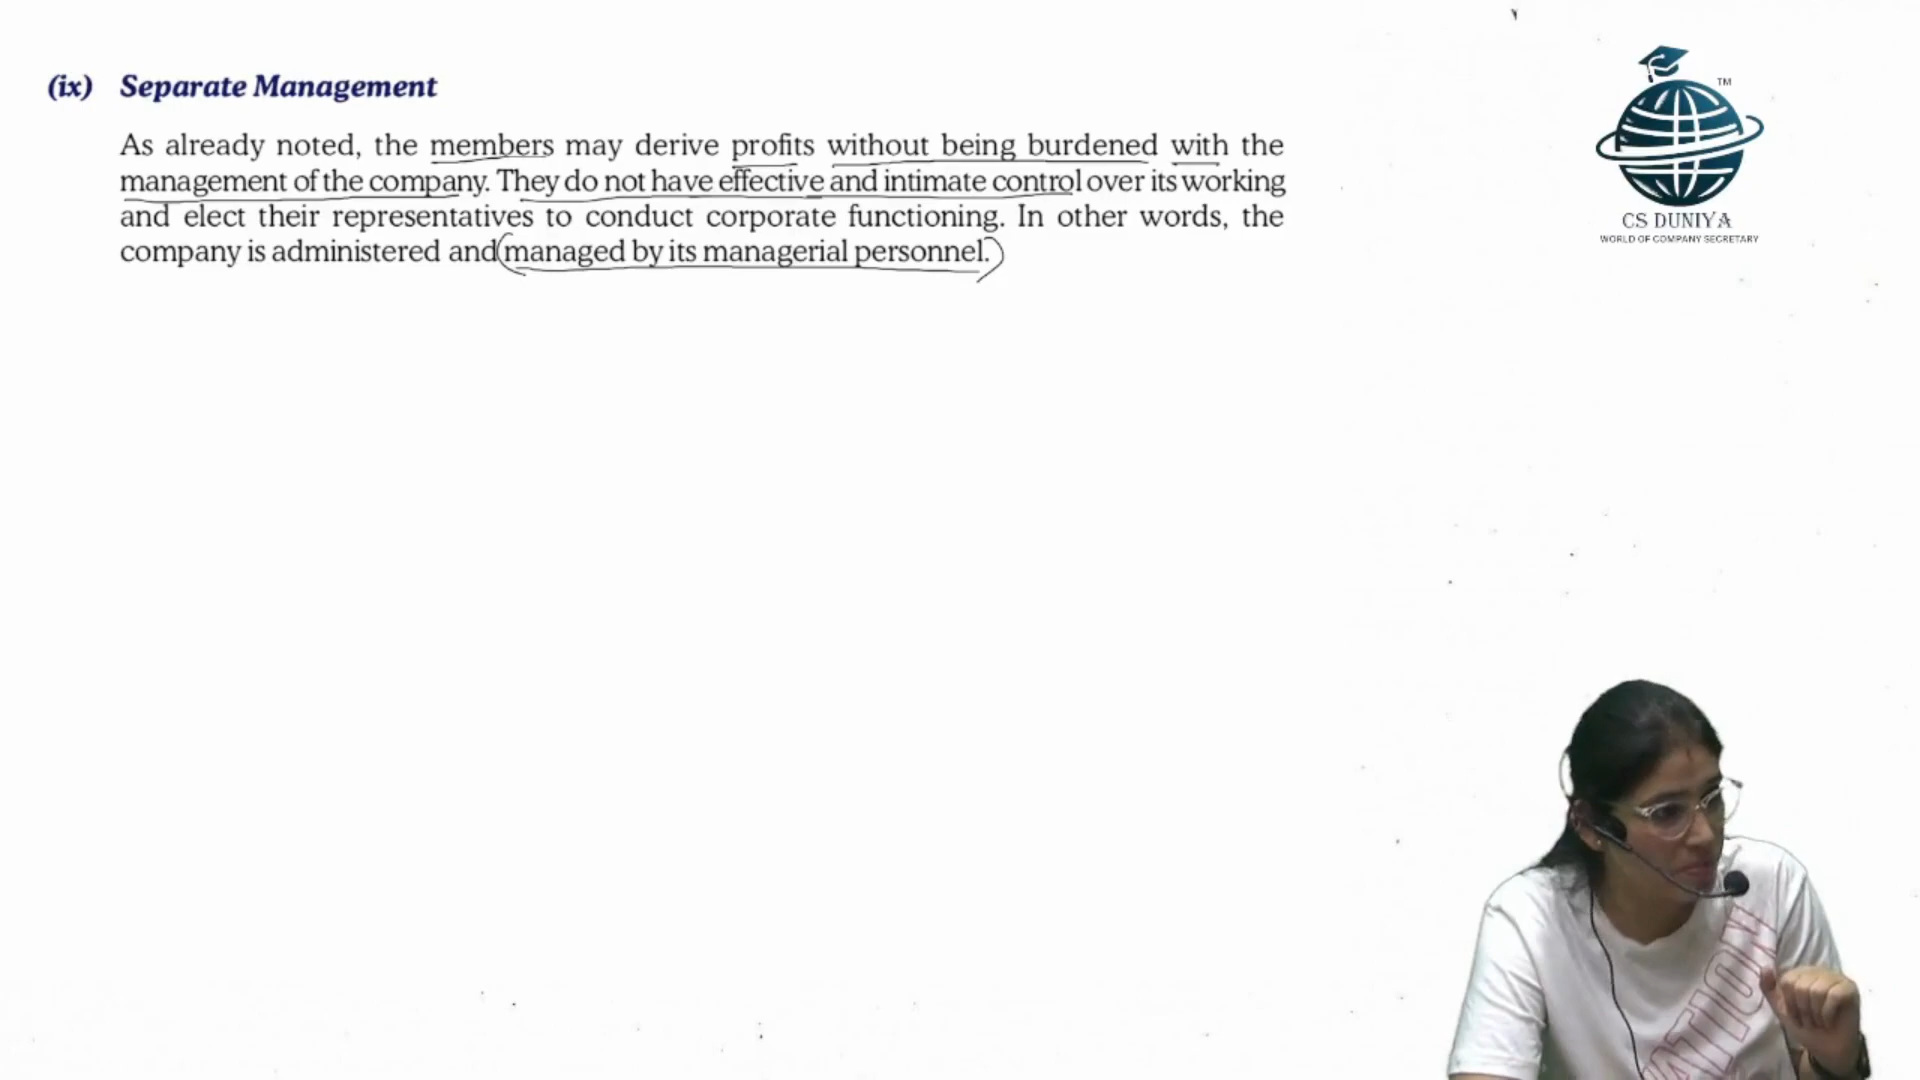 (ix) Separate Management
As already noted, the members may derive profits without being burdened with the
management of the company. They do not have effective and intimate control over its working
and elect their representatives to conduct corporate functioning. In other words, the
company is administered and managed by its managerial personnel.
TM
CS DUNIYA
WORLD OF COMPANY SECRETARY
ATION